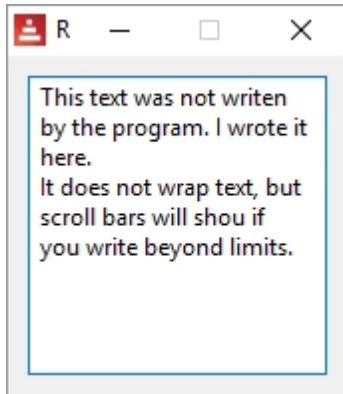 R
This text was not writen
by the program. I wrote it
here.
It does not wrap text, but
scroll bars will shou if
you write beyond limits.